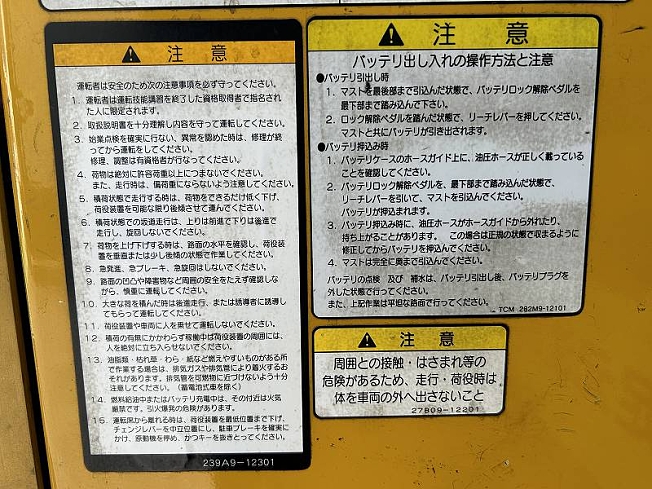 注 意
運転者は安全のため次の注意事項を必ず守ってください。
1. 運転者は運転技能講習を終了した資格取得者で指名され
た人に限定されます。
2. 取扱説明書を十分理解し内容を守って運転してください。
3. 始業点検を確実に行ない、異常を認めた時は、修理が終
ってから運転をしてください。
修理、調整は有資格者が行なってください。
4. 荷物は絶対に許容荷重以上につまないでください。
また、走行時は、偏荷重にならないよう注意してください。
5. 積荷状態で走行する時は、荷物をできるだけ低く下げ、
荷役装置を可能な限り後傾させて運んでください。
6. 積荷状態での坂道走行は、上りは前進で下りは後進で
走行し、旋回しないでください。
7. 荷物を上げ下げする時は、路面の水平を確認し、荷役装
置を垂直または少し後傾の状態で作業してください。
8. 急発進、急ブレーキ、急旋回はしないでください。
9. 路面の凹凸や障害物など周囲の安全をたえず確認しな
がら、慎重に運転してください。
10. 大きな荷を積んだ時は後進走行、または誘導者に誘導し
てもらって運転してください。
11. 荷役装置や車両に人を乗せて運転しないでください。
12. 積荷の有無にかかわらず稼働中は荷役装置の周囲には、
人を絶対に立ち入らせないでください。
13. 油脂類・枯れ草・わら・紙など燃えやすいものがある所
で作業する場合は、排気ガスや排気管により着火するお
それがあります。排気管を可燃物に近づけないよう十分
注意してください。(蓄電池式車を除く)
14. 燃料給油中またはバッテリ充電中は、その付近は火気
厳禁です。引火爆発の危険があります。
15. 運転席から離れる時は、荷役装置を最低位置まで下げ、
チェンジレバーを中立位置にし、駐車ブレーキを確実に
かけ、原動機を停め、かつキーを抜きとってください。
239A9-12301
注 意
バッテリ出し入れの操作方法と注意
●バッテリ引出し時
1. マストを最後部まで引込んだ状態で、バッテリロック解除ペダルを
最下部まで踏み込んで下さい。
2. ロック解除ペダルを踏んだ状態で、リーチレバーを押してください。
マストと共にバッテリが引き出されます。
●バッテリ押込み時
1. バッテリケースのホースガイド上に、油圧ホースが正しく載っている
ことを確認してください。
2. バッテリロック解除ペダルを、最下部まで踏み込んだ状態で、
リーチレバーを引いて、マストを引込んでください。
バッテリが押込まれます。
3. バッテリ押込み時に、油圧ホースがホースガイドから外れたり、
持ち上がることがあります。 この場合は正規の状態で収まるように
修正してからバッテリを押込んでください。
4. マストは完全に奥まで引込んでください。
バッテリの点検 及び 補水は、バッテリ引出し後、バッテリプラグを
外した状態で行ってください。
また、上記作業は平坦な路面で行ってください。
TCM 282M9-12101
注 意
周囲との接触・はさまれ等の
危険があるため、走行・荷役時は
体を車両の外へ出さないこと
27809-12201